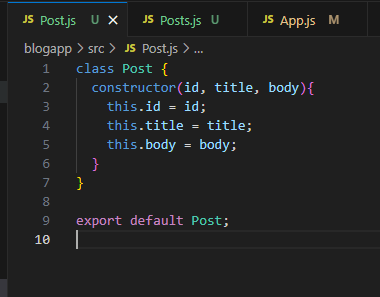 JS Post.js U × JS Posts.js U JS App.js M
blogapp > src > JS Post.js > ...
1 class Post {
2   constructor(id, title, body){
3     this.id = id;
4     this.title = title;
5     this.body = body;
6   }
7 }
8
9 export default Post;
10